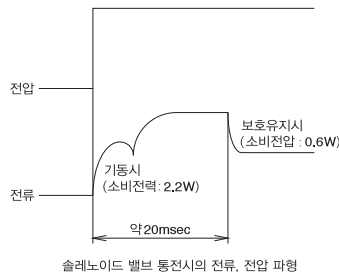 전압
보호유지시
(소비전압 : 0.6W)
기동시
(소비전력 : 2.2W)
전류
약20msec
솔레노이드 밸브 통전시의 전류, 전압 파형